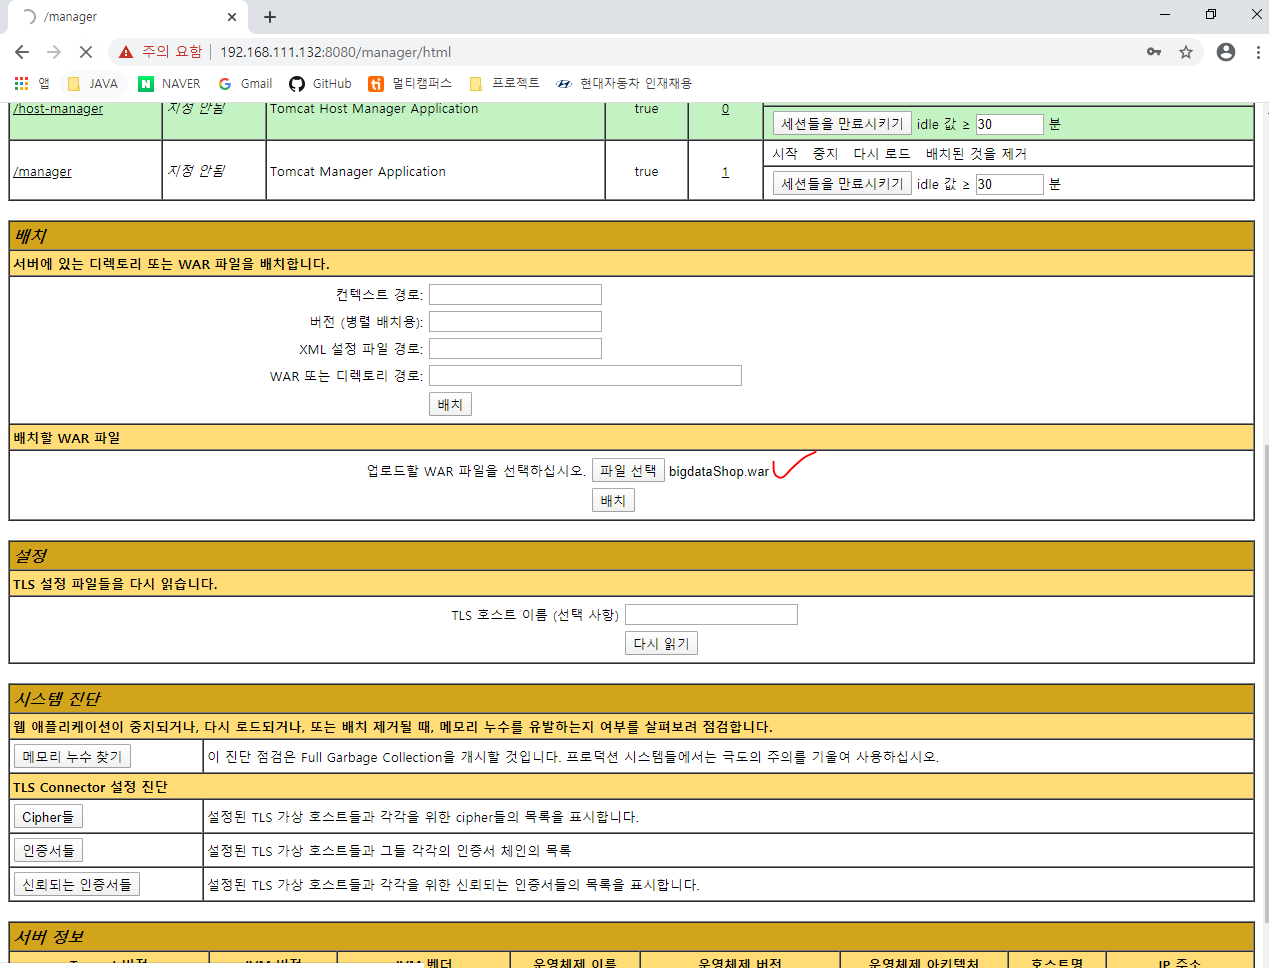 /manager
주의 요함 192.168.111.132:8080/manager/html
앱 JAVA NAVER Gmail GitHub 멀티캠퍼스 프로젝트 현대자동차 인재채용
/host-manager 지정 안됨 Tomcat Host Manager Application true 0
세션들을 만료시키기 idle 값 ≥ 30 분
시작 중지 다시 로드 배치된 것을 제거
/manager 지정 안됨 Tomcat Manager Application true 1
세션들을 만료시키기 idle 값 ≥ 30 분
배치
서버에 있는 디렉토리 또는 WAR 파일을 배치합니다.
컨텍스트 경로:
버전 (병렬 배치용):
XML 설정 파일 경로:
WAR 또는 디렉토리 경로:
배치
배치할 WAR 파일
업로드할 WAR 파일을 선택하십시오. 파일 선택 bigdataShop.war
배치
설정
TLS 설정 파일들을 다시 읽습니다.
TLS 호스트 이름 (선택 사항)
다시 읽기
시스템 진단
웹 애플리케이션이 중지되거나, 다시 로드되거나, 또는 배치 제거될 때, 메모리 누수를 유발하는지 여부를 살펴보려 점검합니다.
메모리 누수 찾기 이 진단 점검은 Full Garbage Collection을 개시할 것입니다. 프로덕션 시스템들에서는 극도의 주의를 기울여 사용하십시오.
TLS Connector 설정 진단
Cipher들 설정된 TLS 가상 호스트들과 각각을 위한 cipher들의 목록을 표시합니다.
인증서들 설정된 TLS 가상 호스트들과 그들 각각의 인증서 체인의 목록
신뢰되는 인증서들 설정된 TLS 가상 호스트들과 각각을 위한 신뢰되는 인증서들의 목록을 표시합니다.
서버 정보
Tomcat 버전 JVM 버전 JVM 벤더 운영체제 이름 운영체제 버전 운영체제 아키텍처 호스트명 IP 주소